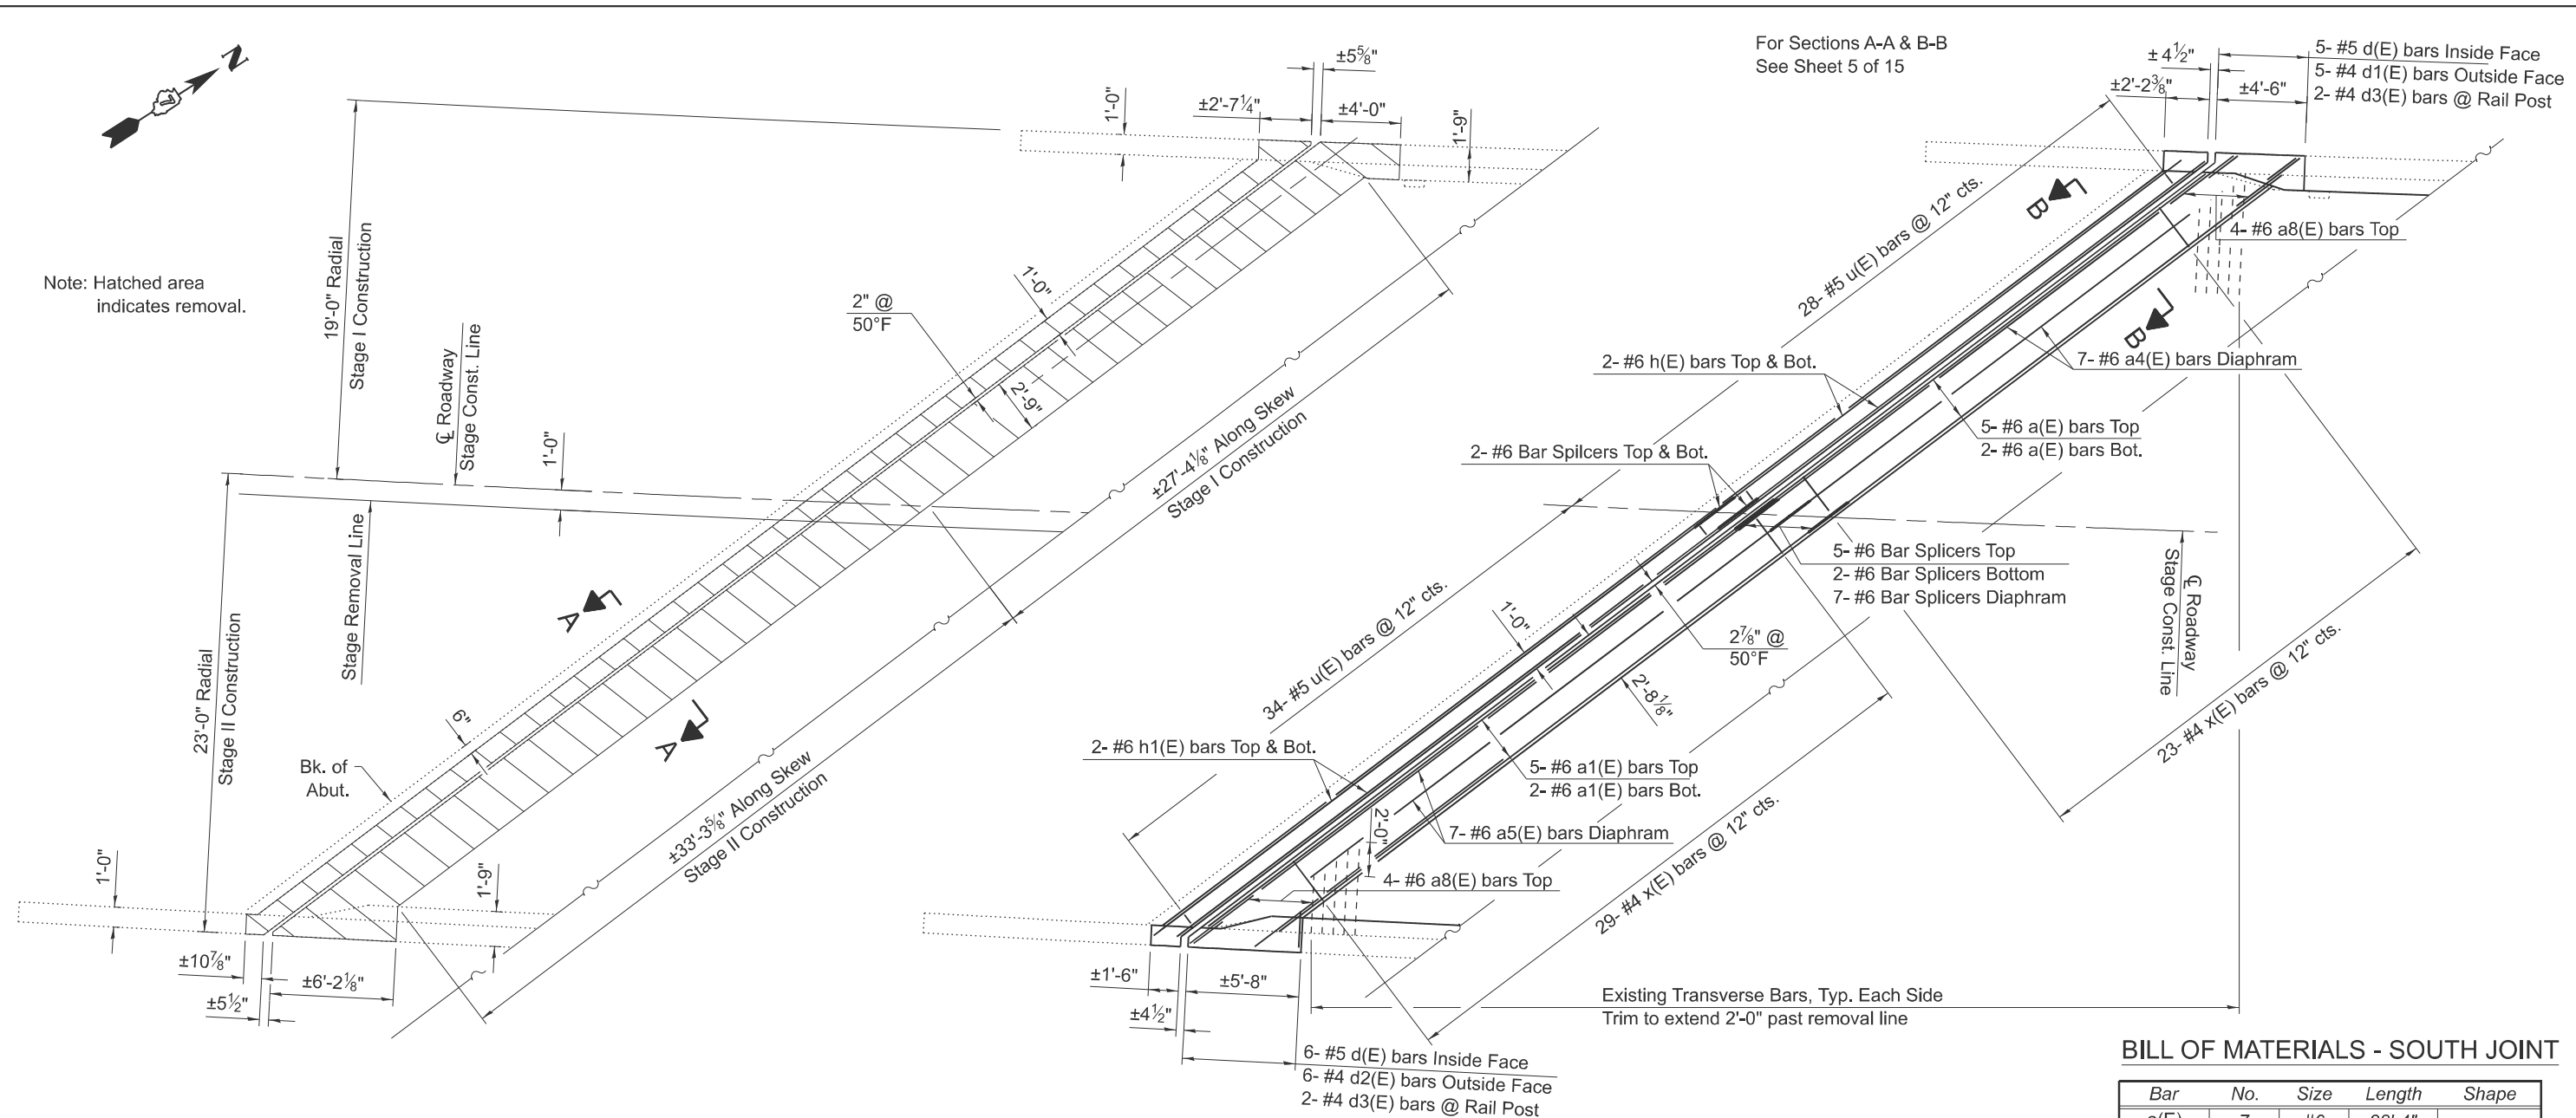 N
7
Note: Hatched area
indicates removal.
19'-0" Radial
Stage I Construction
℄ Roadway
Stage Const. Line
1'-0"
Stage Removal Line
23'-0" Radial
Stage II Construction
Bk. of
Abut.
6"
1'-0"
±10⅞"
±5½"
±6'-2⅛"
1'-9"
A
A
±33'-3⅝" Along Skew
Stage II Construction
±27'-4⅛" Along Skew
Stage I Construction
2" @
50°F
1'-0"
2'-9"
1'-0"
±2'-7¼"
±5⅝"
±4'-0"
1'-9"
For Sections A-A & B-B
See Sheet 5 of 15
± 4½"
±2'-2⅜"
±4'-6"
5- #5 d(E) bars Inside Face
5- #4 d1(E) bars Outside Face
2- #4 d3(E) bars @ Rail Post
B
B
28- #5 u(E) bars @ 12" cts.
4- #6 a8(E) bars Top
2- #6 h(E) bars Top & Bot.
7- #6 a4(E) bars Diaphram
5- #6 a(E) bars Top
2- #6 a(E) bars Bot.
2- #6 Bar Spilcers Top & Bot.
5- #6 Bar Splicers Top
2- #6 Bar Splicers Bottom
7- #6 Bar Splicers Diaphram
℄ Roadway
Stage Const. Line
34- #5 u(E) bars @ 12" cts.
1'-0"
2⅞" @
50°F
2'-8⅛"
23- #4 x(E) bars @ 12" cts.
2- #6 h1(E) bars Top & Bot.
5- #6 a1(E) bars Top
2- #6 a1(E) bars Bot.
7- #6 a5(E) bars Diaphram
2'-0"
4- #6 a8(E) bars Top
29- #4 x(E) bars @ 12" cts.
±1'-6"
±5'-8"
±4½"
Existing Transverse Bars, Typ. Each Side
Trim to extend 2'-0" past removal line
6- #5 d(E) bars Inside Face
6- #4 d2(E) bars Outside Face
2- #4 d3(E) bars @ Rail Post
BILL OF MATERIALS - SOUTH JOINT
Bar No. Size Length Shape